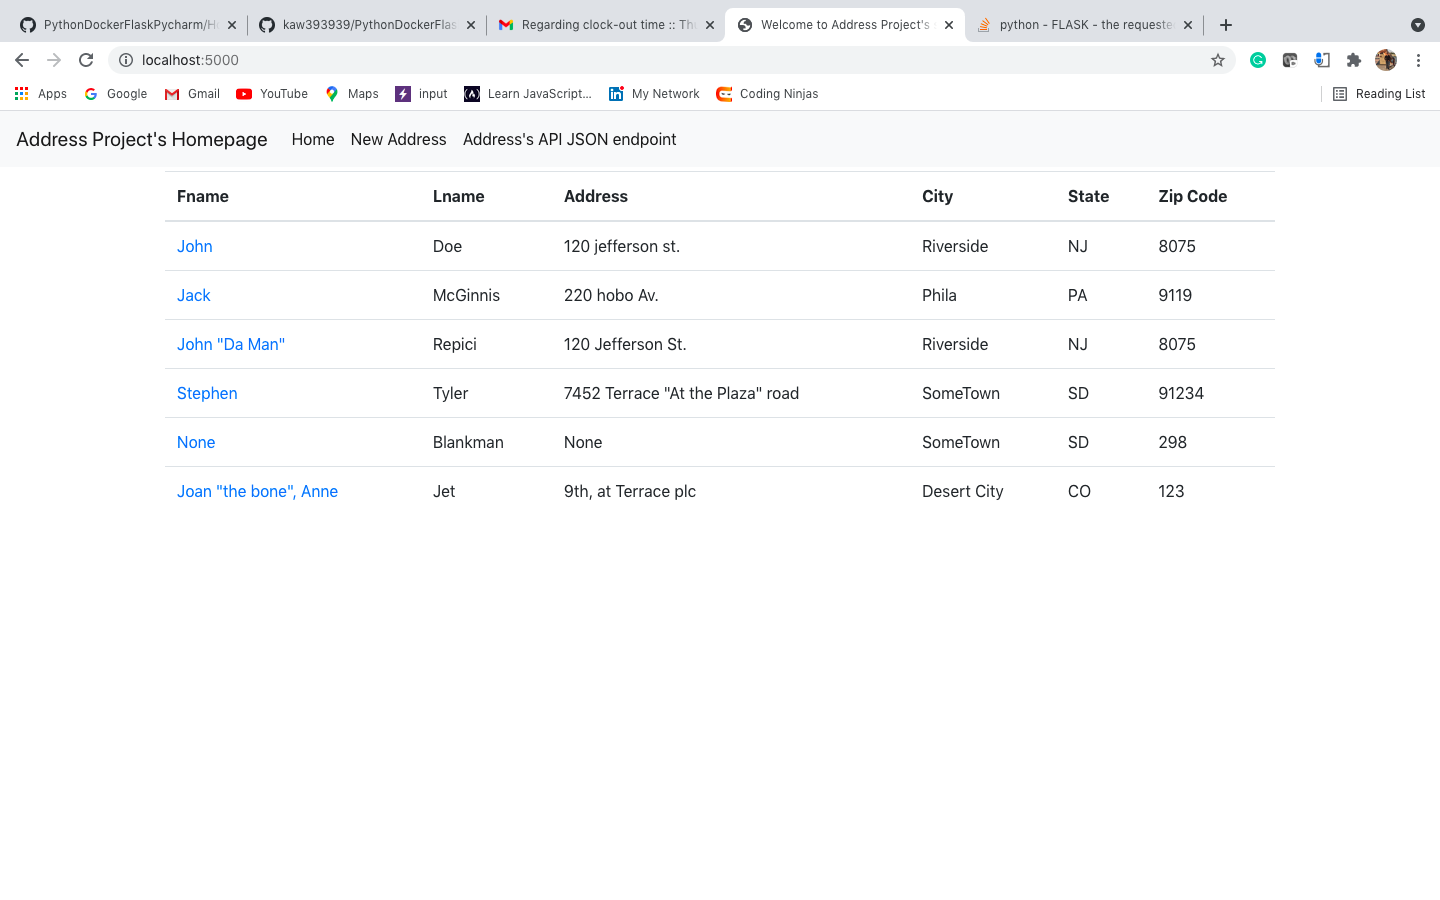 PythonDockerFlaskPycharm/H
kaw393939/PythonDockerFlas
Regarding clock-out time :: Th
Welcome to Address Project's
python - FLASK - the requeste
localhost:5000
Apps Google Gmail YouTube Maps input Learn JavaScript... My Network Coding Ninjas Reading List
Address Project's Homepage Home New Address Address's API JSON endpoint
Fname Lname Address City State Zip Code
John Doe 120 jefferson st. Riverside NJ 8075
Jack McGinnis 220 hobo Av. Phila PA 9119
John "Da Man" Repici 120 Jefferson St. Riverside NJ 8075
Stephen Tyler 7452 Terrace "At the Plaza" road SomeTown SD 91234
None Blankman None SomeTown SD 298
Joan "the bone", Anne Jet 9th, at Terrace plc Desert City CO 123